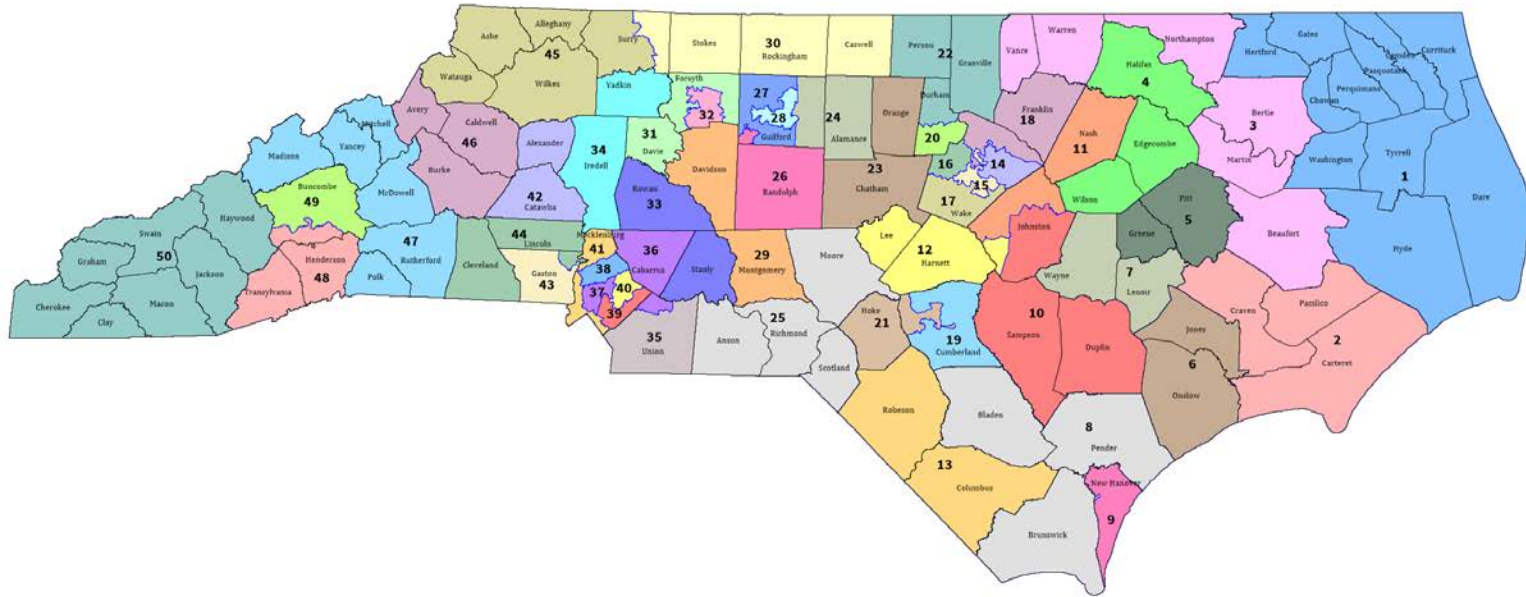 Ashe
Alleghany
Surry
Stokes
30
Rockingham
Caswell
Person
22
Granville
Vance
Warren
Northampton
Hertford
Gates
Camden
Currituck
Pasquotank
Perquimans
Chowan
45
Watauga
Wilkes
Yadkin
Forsyth
32
27
28
Guilford
24
Alamance
Orange
Durham
Franklin
18
Halifax
4
Nash
11
Edgecombe
Bertie
3
Martin
Washington
Tyrrell
1
Dare
Mitchell
Avery
Caldwell
46
Madison
Yancey
Burke
Alexander
34
Iredell
31
Davie
Davidson
26
Randolph
23
Chatham
20
16
14
15
17
Wake
Wilson
Pitt
5
Greene
Beaufort
Hyde
Buncombe
49
McDowell
42
Catawba
Rowan
33
Haywood
Swain
50
Graham
Jackson
Cherokee
Macon
Clay
Henderson
48
Transylvania
47
Polk
Rutherford
44
Lincoln
Cleveland
Gaston
43
Mecklenburg
41
38
37
40
39
36
Cabarrus
Stanly
29
Montgomery
Moore
Lee
12
Harnett
Johnston
Wayne
7
Lenoir
Craven
Pamlico
2
Carteret
Jones
6
Onslow
35
Union
Anson
25
Richmond
Scotland
Hoke
21
19
Cumberland
10
Sampson
Duplin
Robeson
Bladen
8
Pender
13
Columbus
New Hanover
9
Brunswick